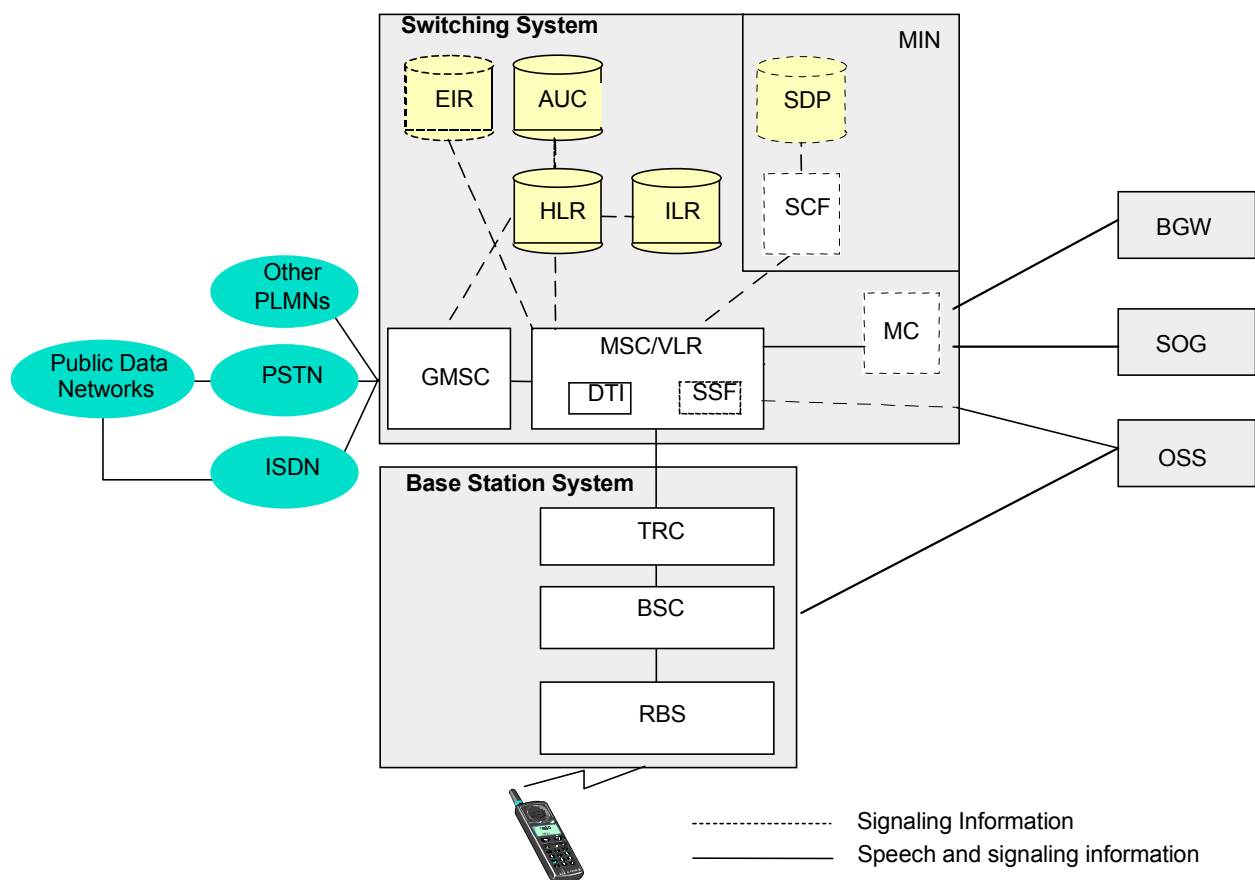 Switching System
MIN
EIR
AUC
SDP
HLR
ILR
SCF
BGW
Other
PLMNs
MC
SOG
Public Data
Networks
PSTN
GMSC
MSC/VLR
DTI
SSF
ISDN
OSS
Base Station System
TRC
BSC
RBS
Signaling Information
Speech and signaling information